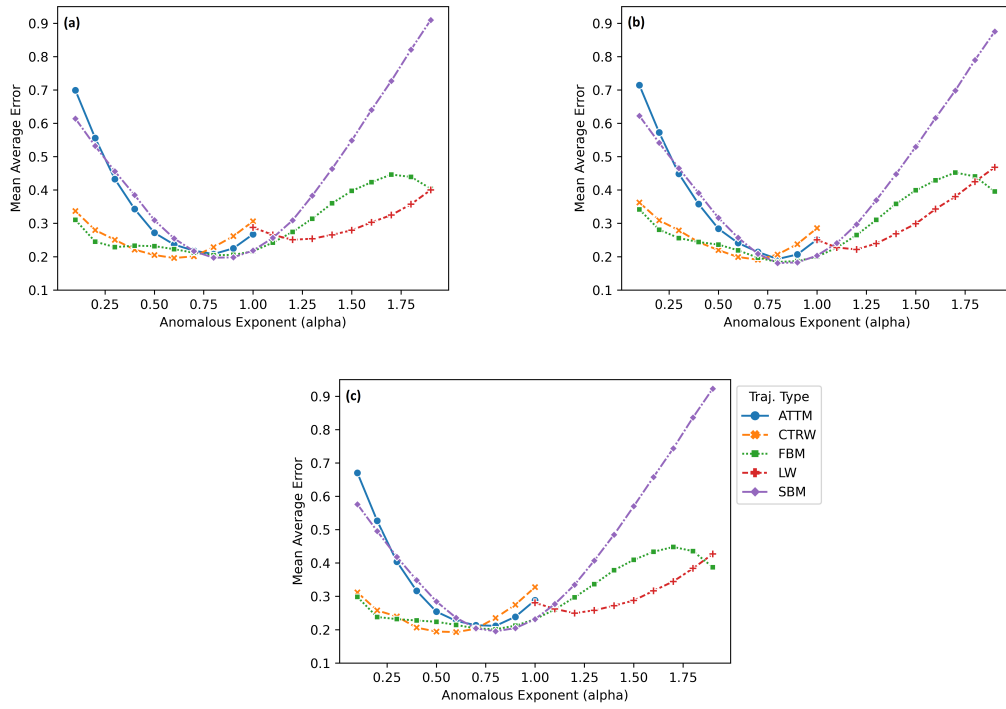 (a)
0.9
0.8
0.7
0.6
0.5
0.4
0.3
0.2
0.1
Mean Average Error
0.25 0.50 0.75 1.00 1.25 1.50 1.75
Anomalous Exponent (alpha)
(b)
0.9
0.8
0.7
0.6
0.5
0.4
0.3
0.2
0.1
Mean Average Error
0.25 0.50 0.75 1.00 1.25 1.50 1.75
Anomalous Exponent (alpha)
(c)
0.9
0.8
0.7
0.6
0.5
0.4
0.3
0.2
0.1
Mean Average Error
0.25 0.50 0.75 1.00 1.25 1.50 1.75
Anomalous Exponent (alpha)
Traj. Type
ATTM
CTRW
FBM
LW
SBM